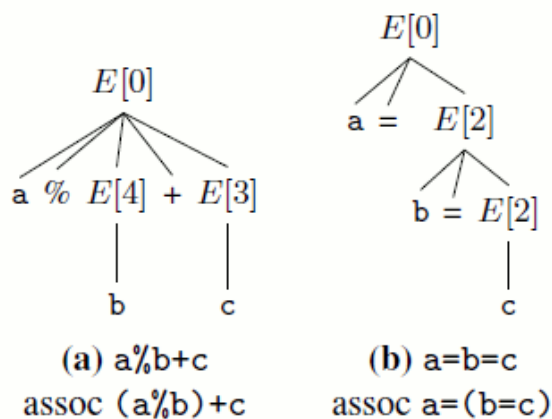 E[0]
a % E[4] + E[3]
b c
(a) a%b+c
assoc (a%b)+c
E[0]
a = E[2]
b = E[2]
c
(b) a=b=c
assoc a=(b=c)